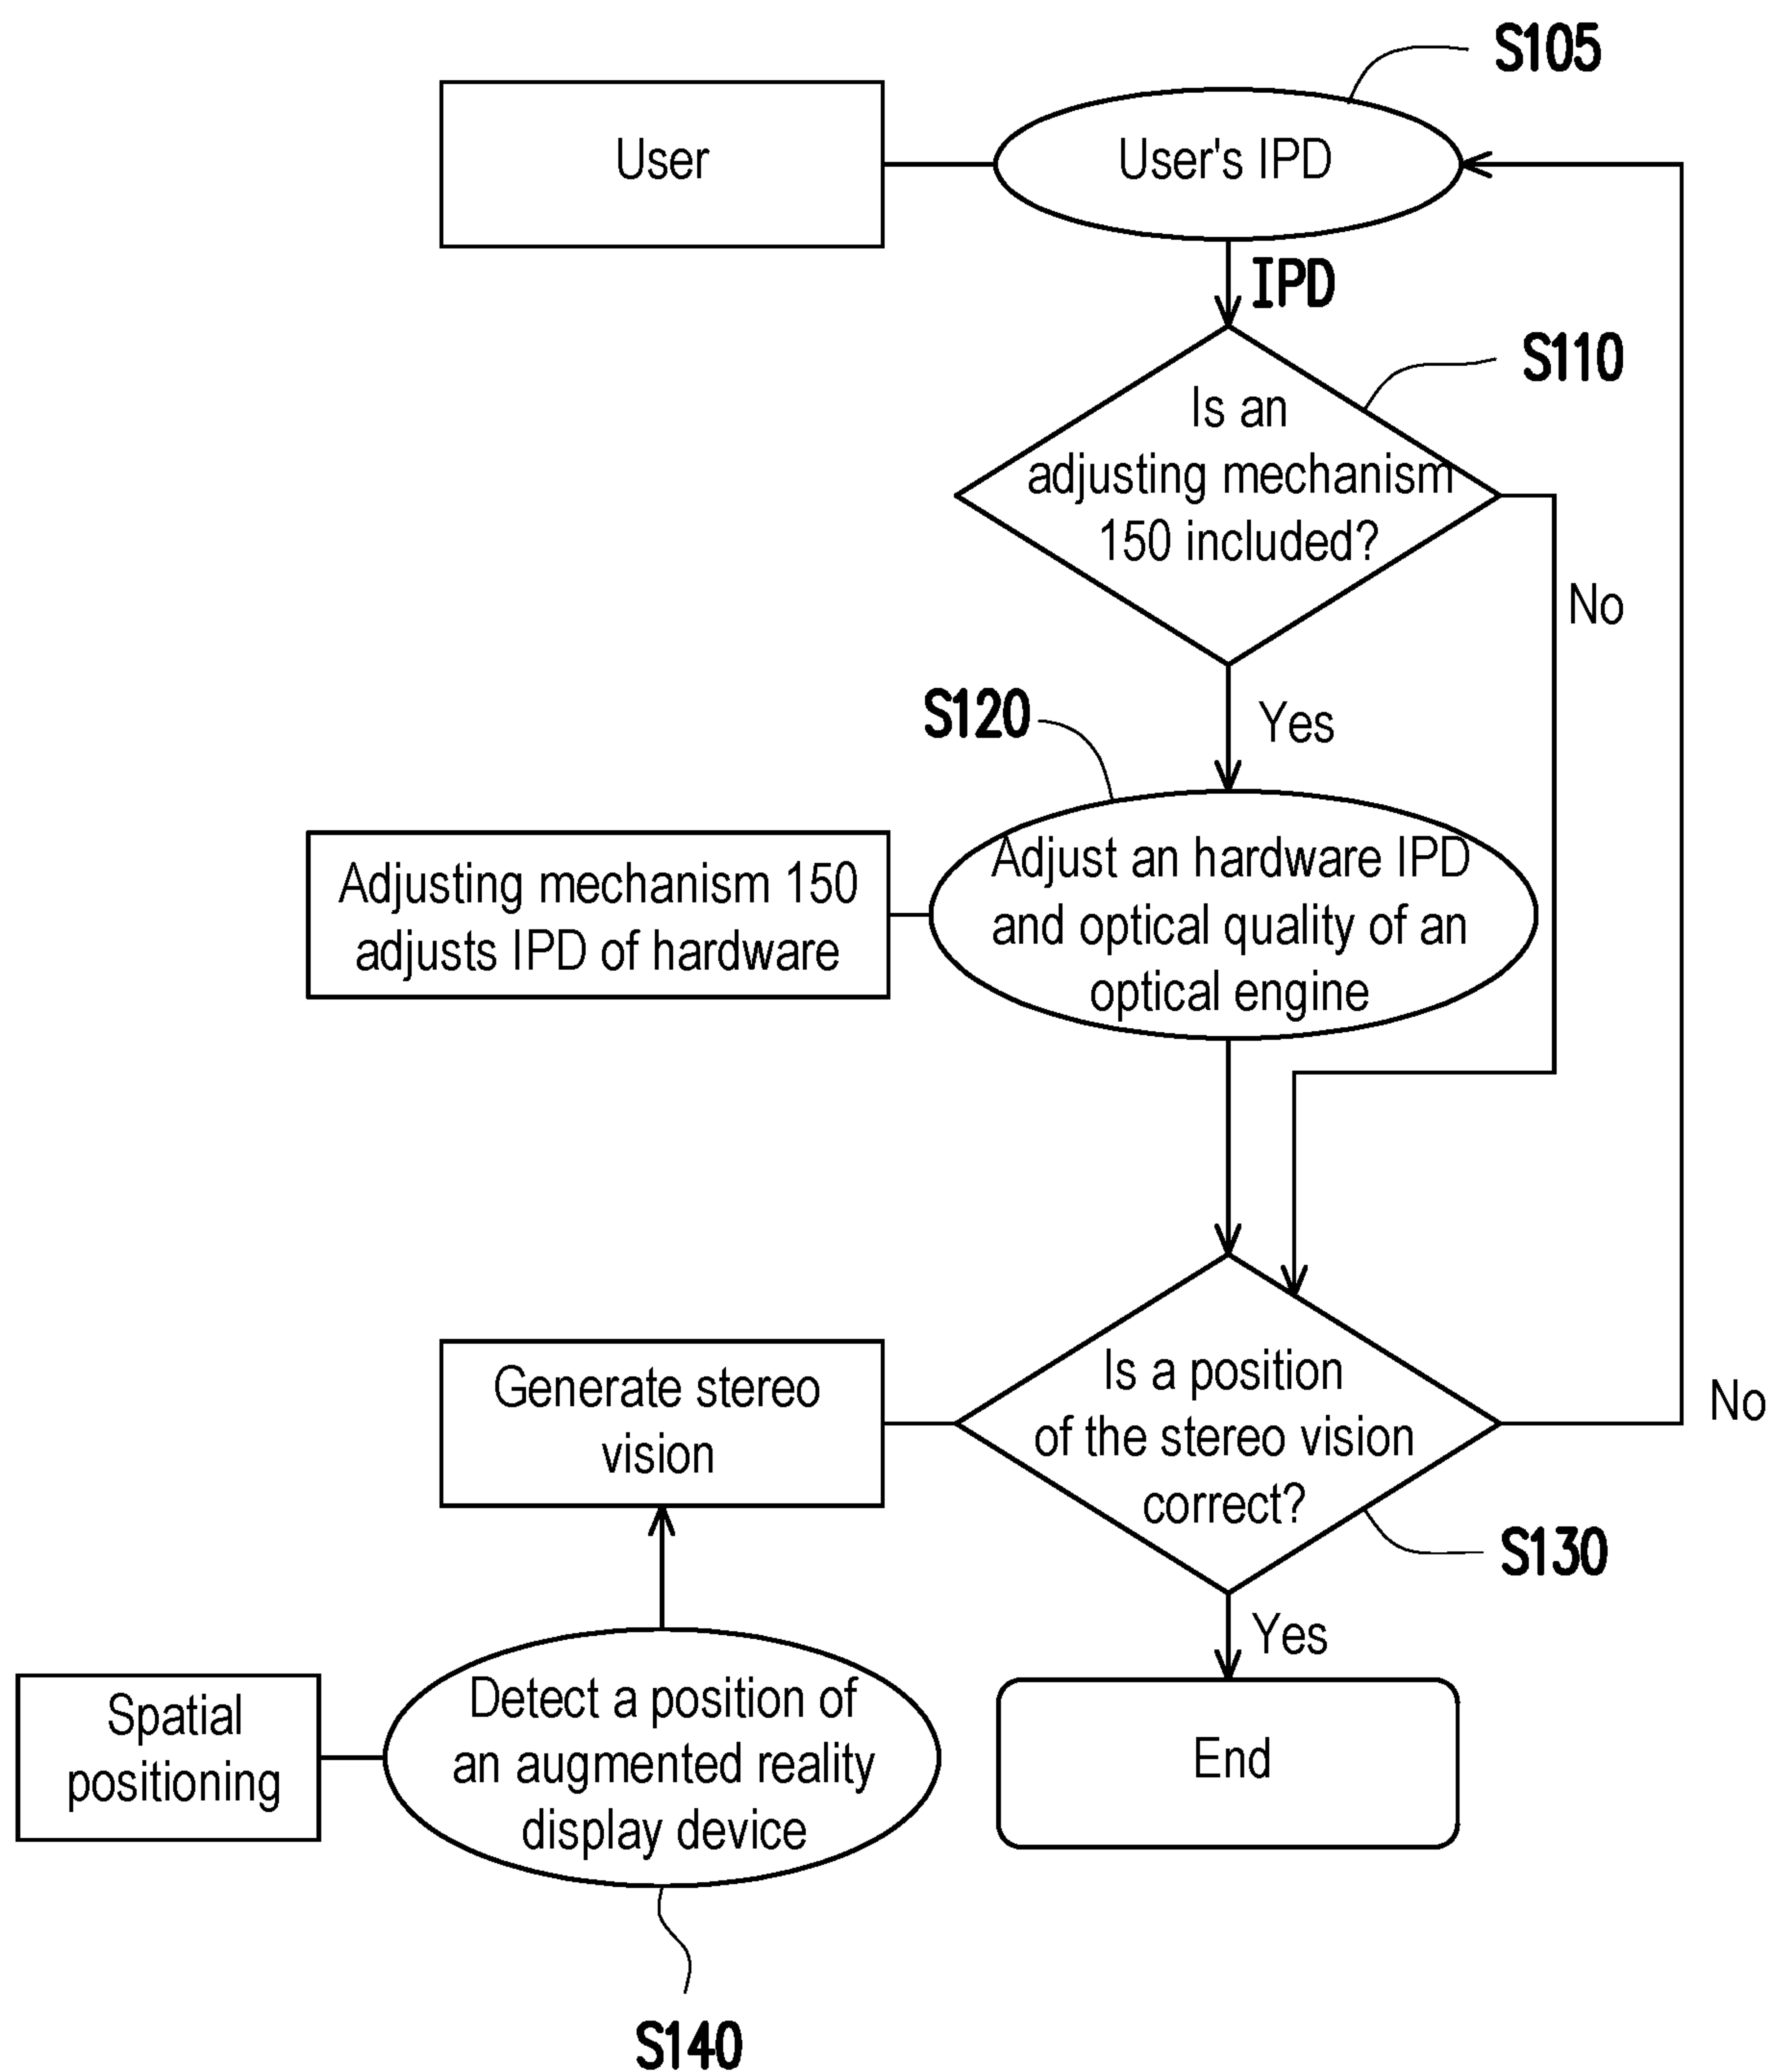 S105
User
User's IPD
IPD
S110
Is an
adjusting mechanism
150 included?
No
S120
Yes
Adjusting mechanism 150
adjusts IPD of hardware
Adjust an hardware IPD
and optical quality of an
optical engine
Generate stereo
vision
Is a position
of the stereo vision
correct?
No
S130
Yes
Spatial
positioning
Detect a position of
an augmented reality
display device
End
S140